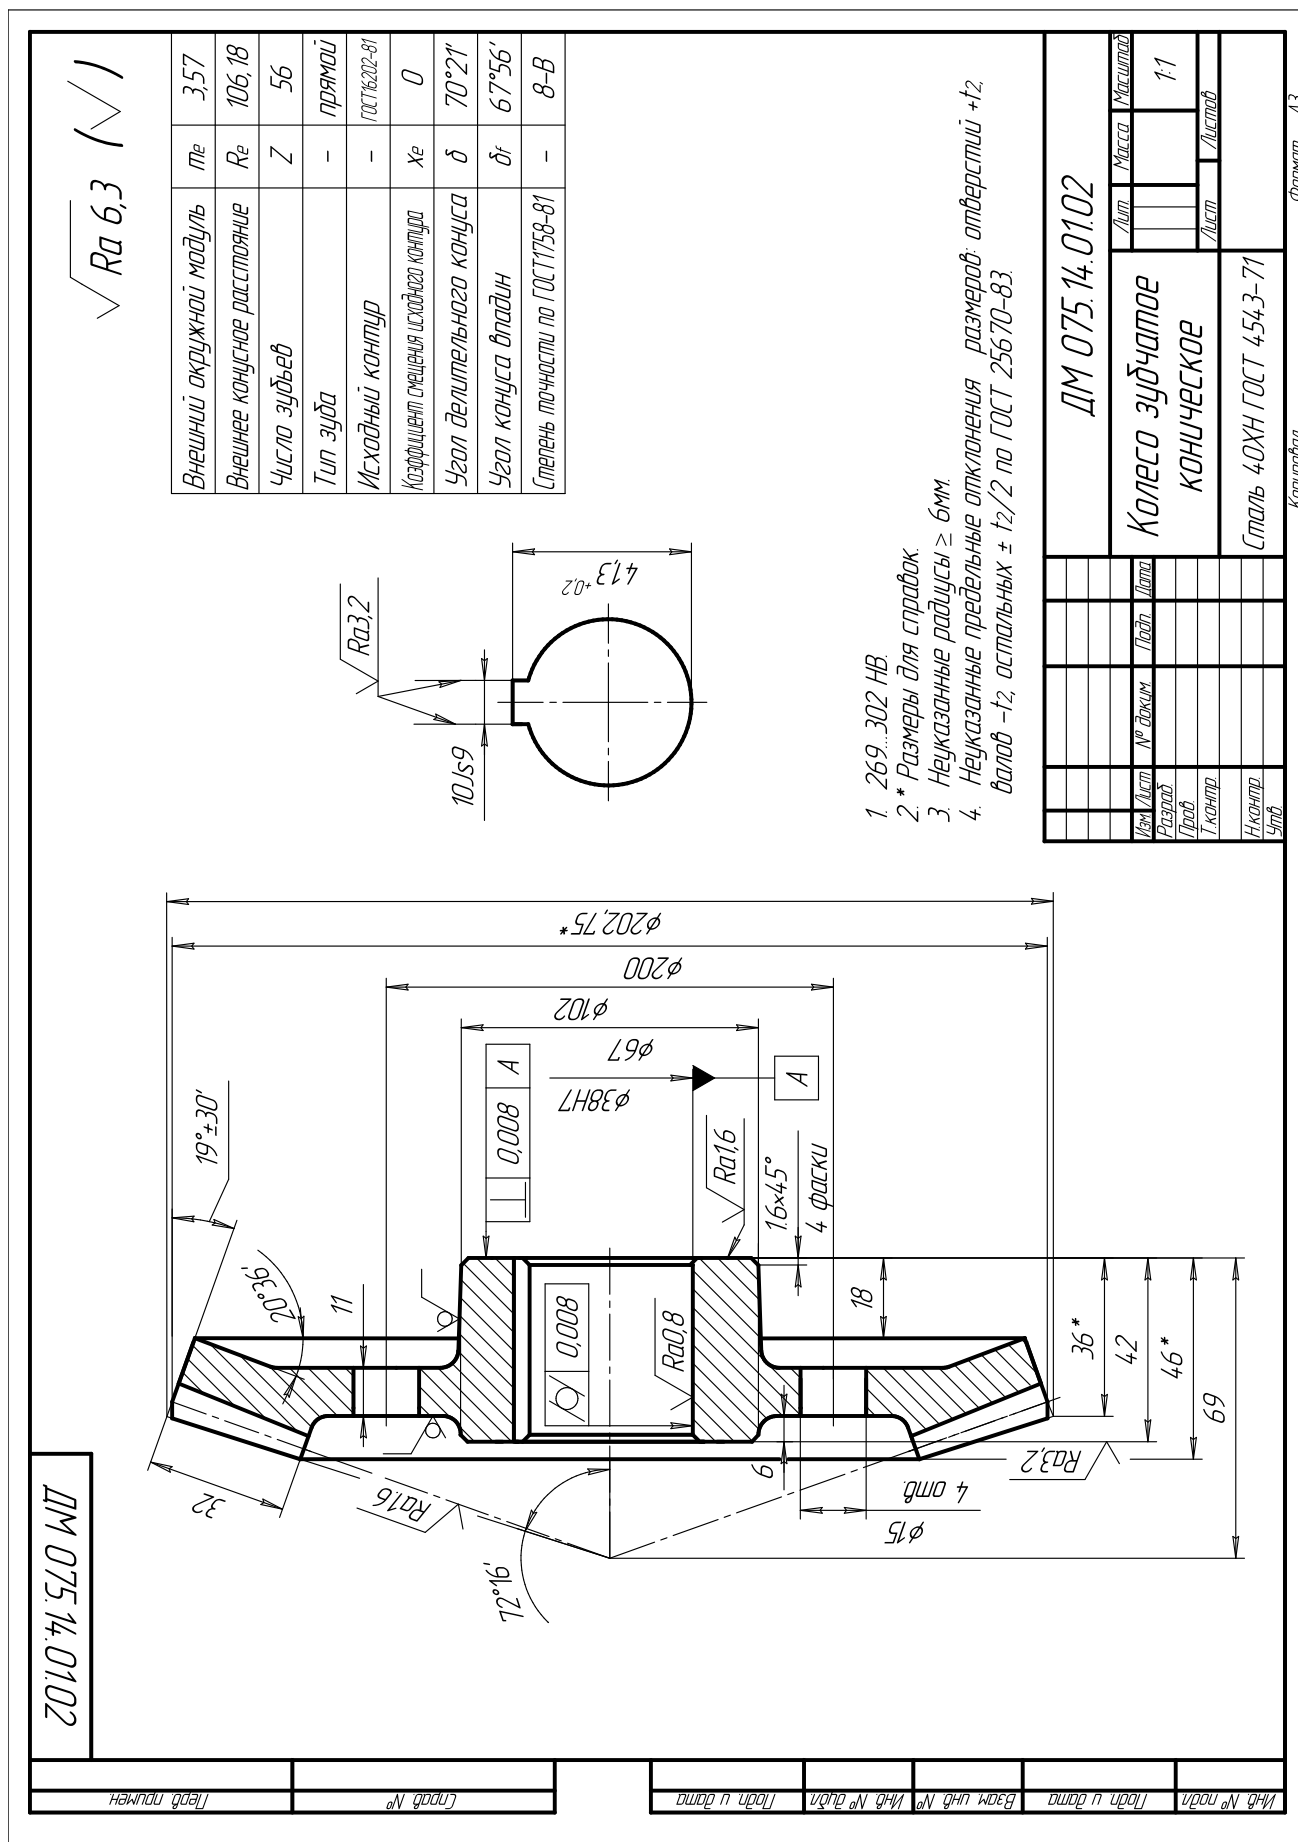 ДМ 075.14.01.02
√Ra 6,3 (√)
Внешний окружной модуль me 3,57
Внешнее конусное расстояние Re 106,18
Число зубьев Z 56
Тип зуба - прямой
Исходный контур - ГОСТ16202-81
Коэффициент смещения исходного контура Xe 0
Угол делительного конуса δ 70°21'
Угол конуса впадин δf 67°56'
Степень точности по ГОСТ1758-81 - 8-В
19°±30'
20°36'
11
32
Ra1.6
72°16'
⊥ 0,008 A
0,008
Ra0,8
Ra1,6
1.6×45°
4 фаски
A
φ38H7
φ67
φ102
φ200
φ202,75*
6
φ15
4 отв.
18
36*
42
46*
69
Ra3,2
Ra3,2
10Js9
41,3 +0,2
1. 269...302 НВ.
2.* Размеры для справок.
3. Неуказанные радиусы ≥ 6мм.
4. Неуказанные предельные отклонения размеров: отверстий +t2,
валов -t2, остальных ± t2/2 по ГОСТ 25670-83.
ДМ 075.14.01.02
Колесо зубчатое
коническое
Сталь 40ХН ГОСТ 4543-71
Лит. Масса Масштаб
1:1
Лист Листов
Изм. Лист № докум. Подп. Дата
Разраб.
Пров.
Т.контр.
Н.контр.
Утв.
Копировал Формат А3
Перв. примен.
Справ. №
Подп. и дата
Инв. № дубл.
Взам. инв. №
Подп. и дата
Инв. № подл.